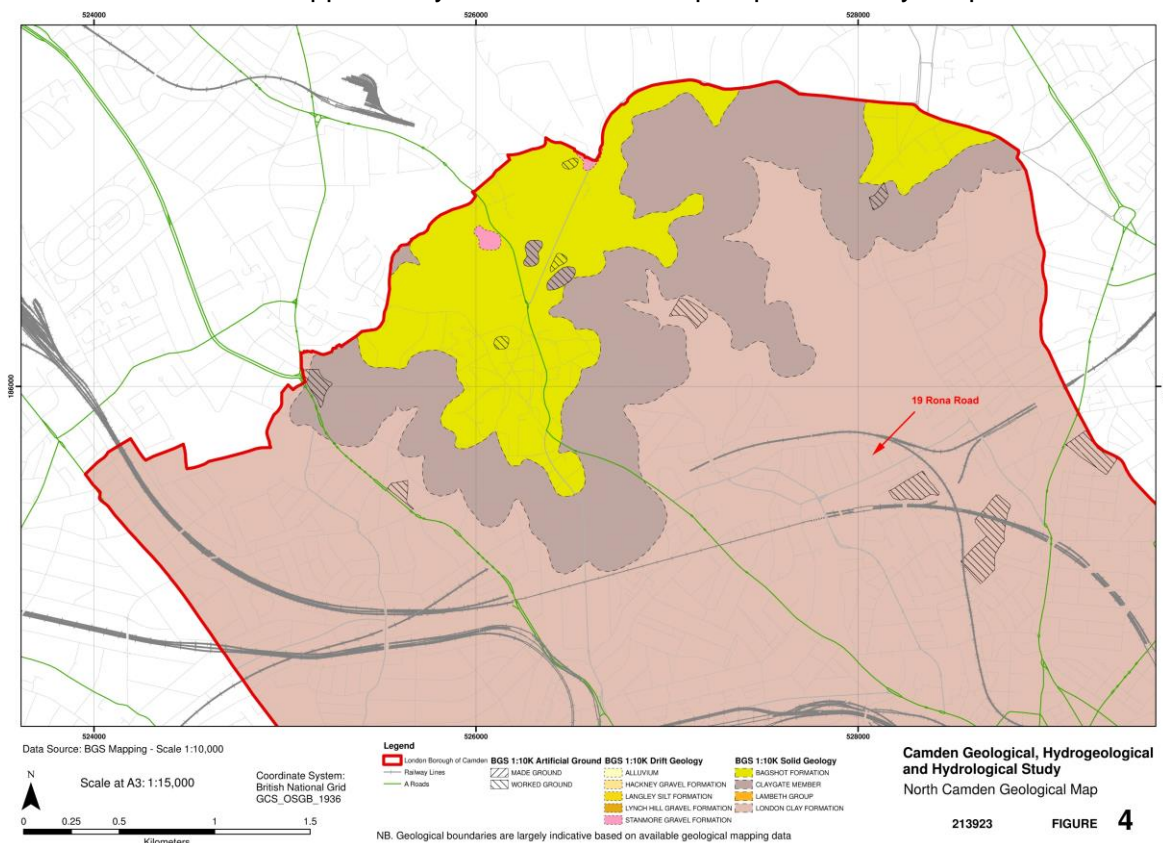 524000
526000
528000
186000
186000
19 Rona Road
524000
526000
528000
Data Source: BGS Mapping - Scale 1:10,000
N
Scale at A3: 1:15,000
Coordinate System:
British National Grid
GCS_OSGB_1936
0 0.25 0.5 1 1.5
Kilometers
Legend
London Borough of Camden
Railway Lines
A Roads
BGS 1:10K Artificial Ground
MADE GROUND
WORKED GROUND
BGS 1:10K Drift Geology
ALLUVIUM
HACKNEY GRAVEL FORMATION
LANGLEY SILT FORMATION
LYNCH HILL GRAVEL FORMATION
STANMORE GRAVEL FORMATION
BGS 1:10K Solid Geology
BAGSHOT FORMATION
CLAYGATE MEMBER
LAMBETH GROUP
LONDON CLAY FORMATION
NB. Geological boundaries are largely indicative based on available geological mapping data
Camden Geological, Hydrogeological
and Hydrological Study
North Camden Geological Map
213923 FIGURE 4